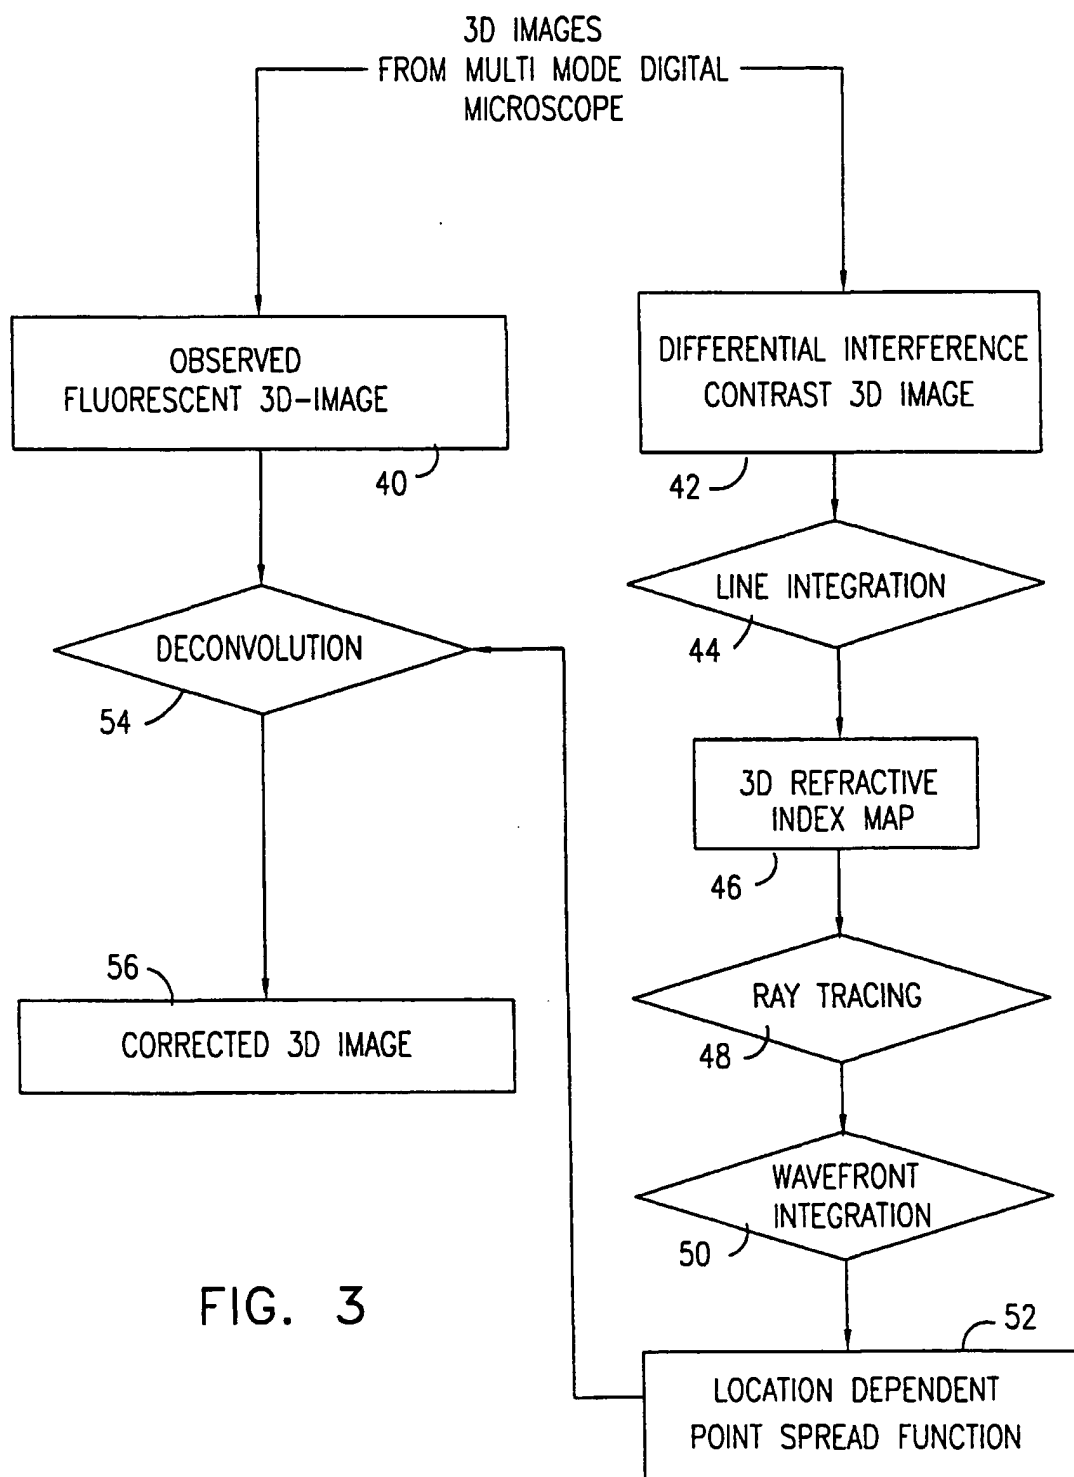 3D IMAGES
FROM MULTI MODE DIGITAL
MICROSCOPE
OBSERVED
FLUORESCENT 3D-IMAGE
40
DIFFERENTIAL INTERFERENCE
CONTRAST 3D IMAGE
42
LINE INTEGRATION
44
DECONVOLUTION
54
3D REFRACTIVE
INDEX MAP
46
56
CORRECTED 3D IMAGE
RAY TRACING
48
WAVEFRONT
INTEGRATION
50
FIG. 3
52
LOCATION DEPENDENT
POINT SPREAD FUNCTION